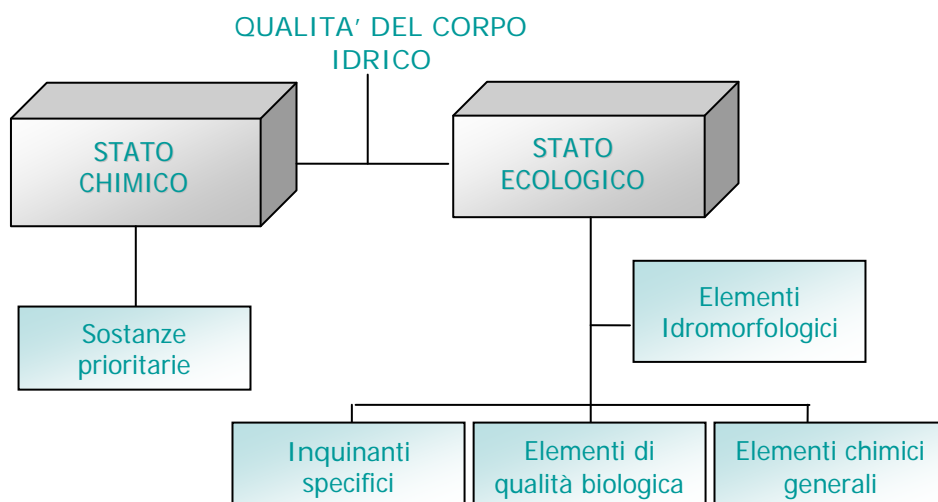 QUALITA' DEL CORPO
IDRICO
STATO
CHIMICO
STATO
ECOLOGICO
Elementi
Idromorfologici
Sostanze
prioritarie
Inquinanti
specifici
Elementi di
qualità biologica
Elementi chimici
generali